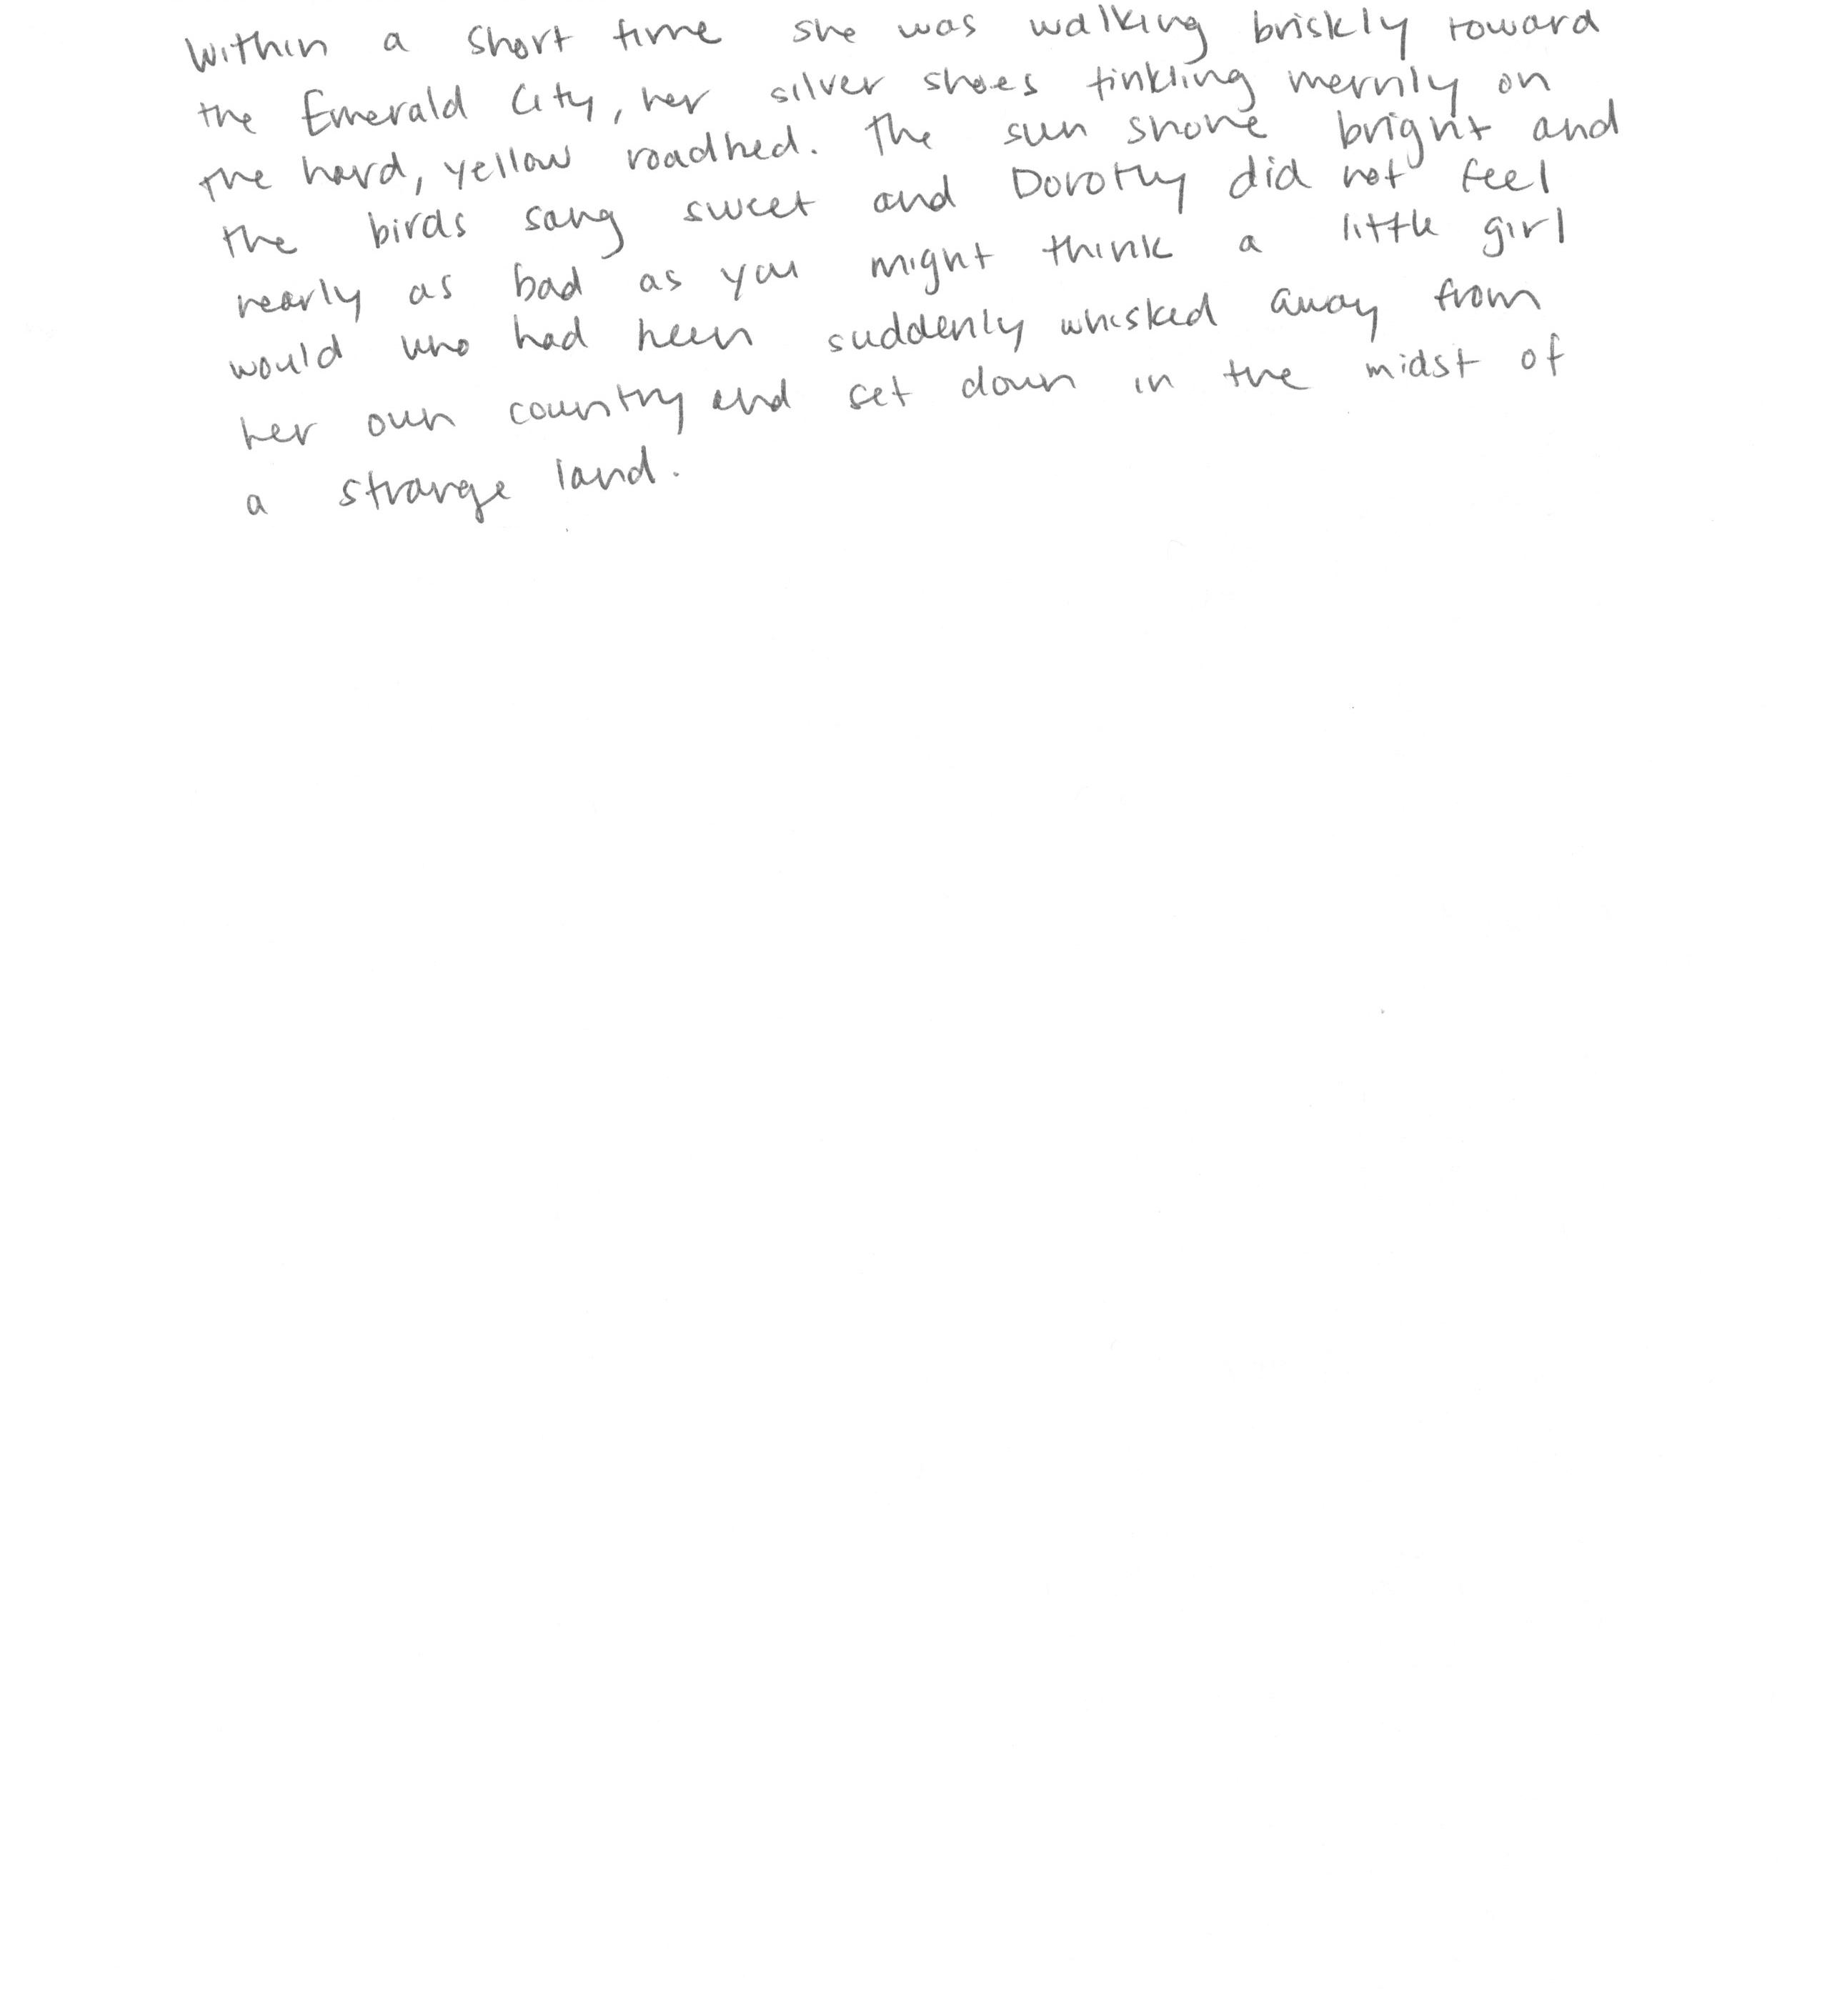 Within a short time she was walking briskly toward
the Emerald City, her silver shoes tinkling merrily on
the hard, yellow roadbed. The sun shone bright and
the birds sang sweet and Dorothy did not feel
nearly as bad as you might think a little girl
would who had been suddenly whisked away from
her own country and set down in the midst of
a strange land.